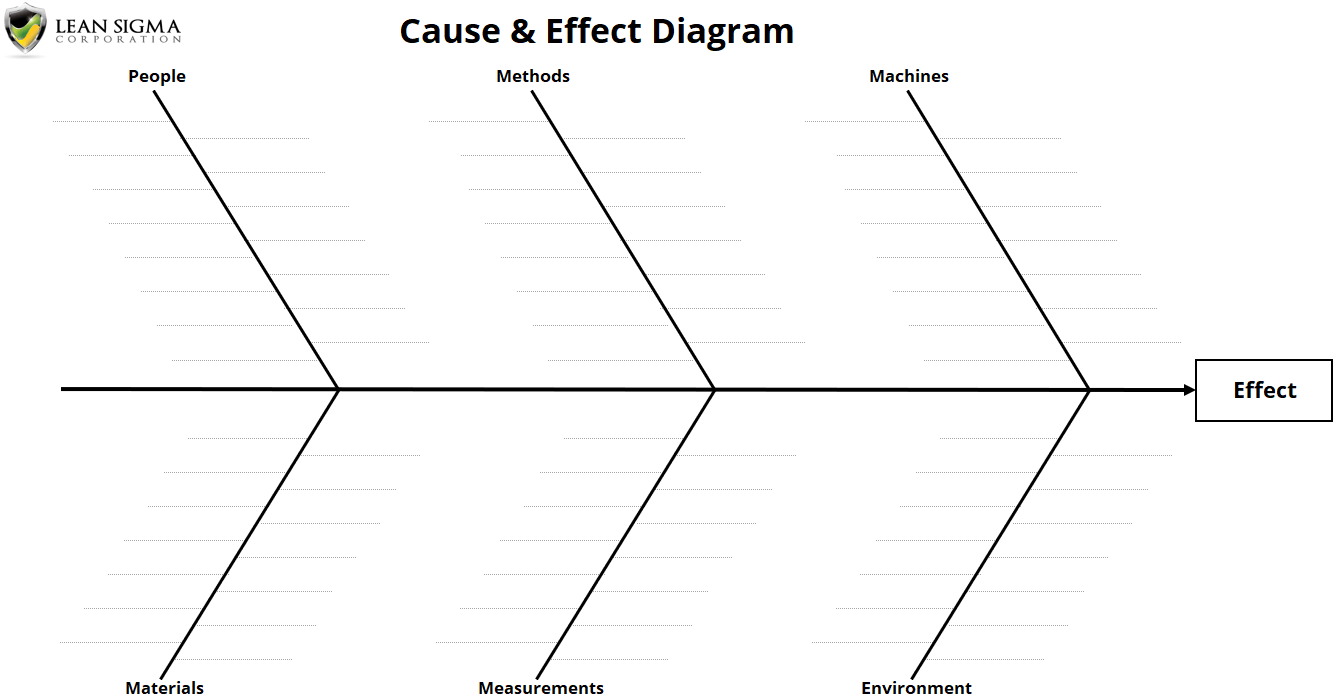 LEAN SIGMA
CORPORATION
Cause & Effect Diagram
People
Methods
Machines
Effect
Materials
Measurements
Environment